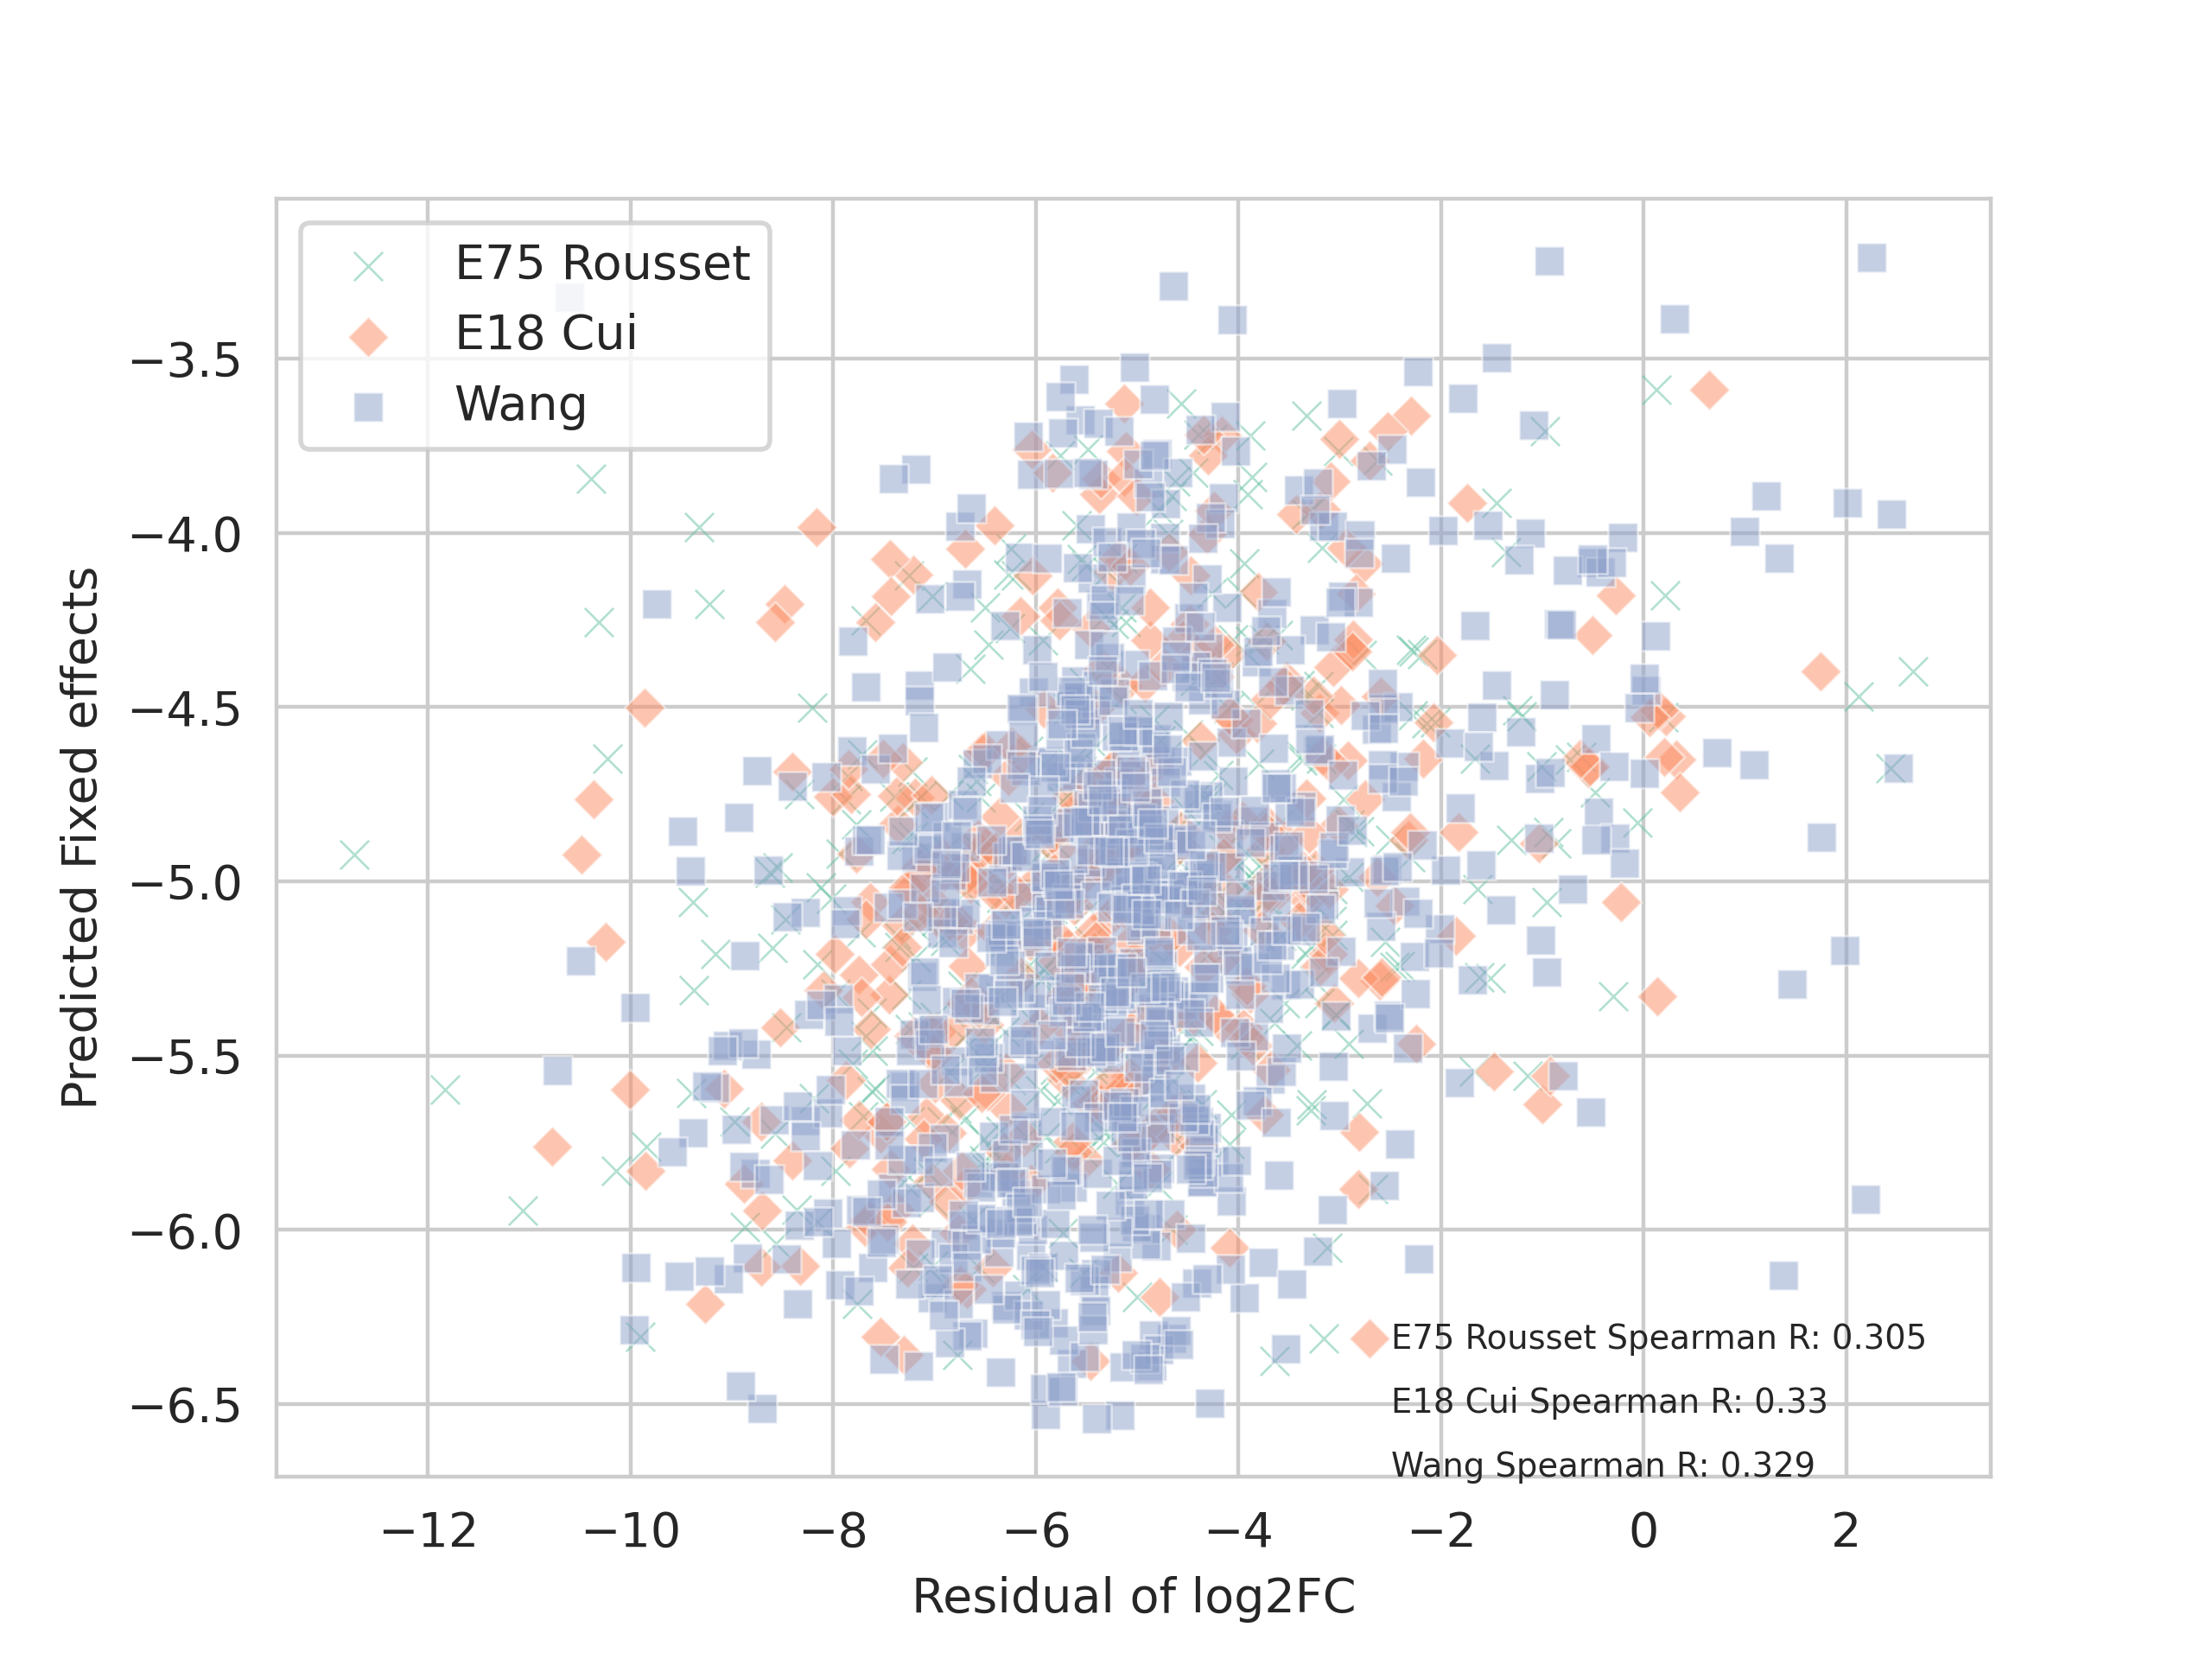 E75 Rousset
E18 Cui
Wang
−3.5
−4.0
−4.5
−5.0
−5.5
−6.0
−6.5
Predicted Fixed effects
E75 Rousset Spearman R: 0.305
E18 Cui Spearman R: 0.33
Wang Spearman R: 0.329
−12 −10 −8 −6 −4 −2 0 2
Residual of log2FC